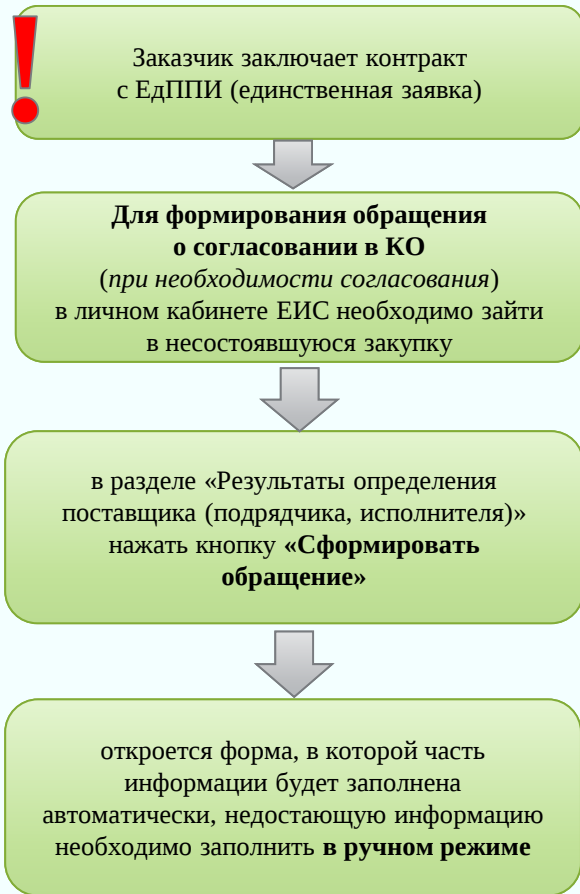 Заказчик заключает контракт
с ЕдППИ (единственная заявка)
Для формирования обращения
о согласовании в КО
(при необходимости согласования)
в личном кабинете ЕИС необходимо зайти
в несостоявшуюся закупку
в разделе «Результаты определения
поставщика (подрядчика, исполнителя)»
нажать кнопку «Сформировать
обращение»
откроется форма, в которой часть
информации будет заполнена
автоматически, недостающую информацию
необходимо заполнить в ручном режиме